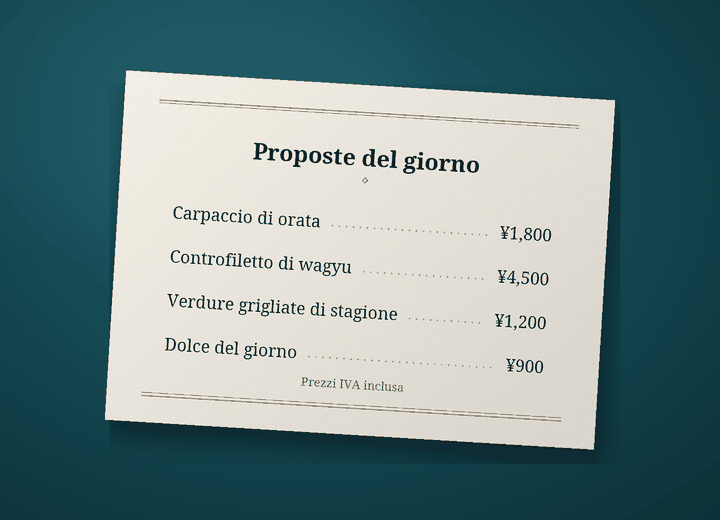 Proposte del giorno
Carpaccio di orata ¥1,800
Controfiletto di wagyu ¥4,500
Verdure grigliate di stagione ¥1,200
Dolce del giorno ¥900
Prezzi IVA inclusa